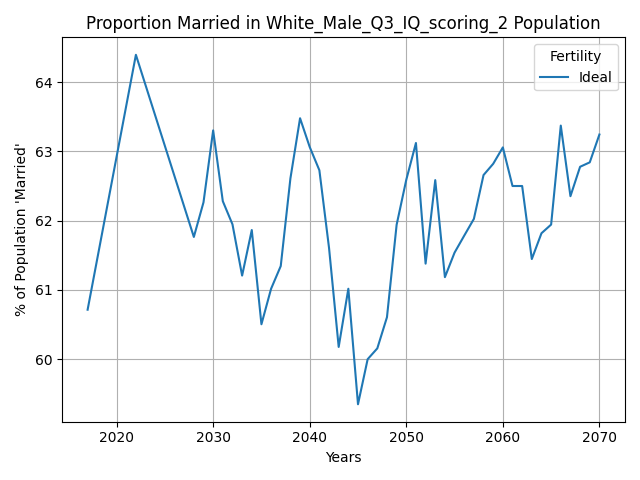 Proportion Married in White_Male_Q3_IQ_scoring_2 Population
Fertility
Ideal
% of Population 'Married'
64
63
62
61
60
2020 2030 2040 2050 2060 2070
Years